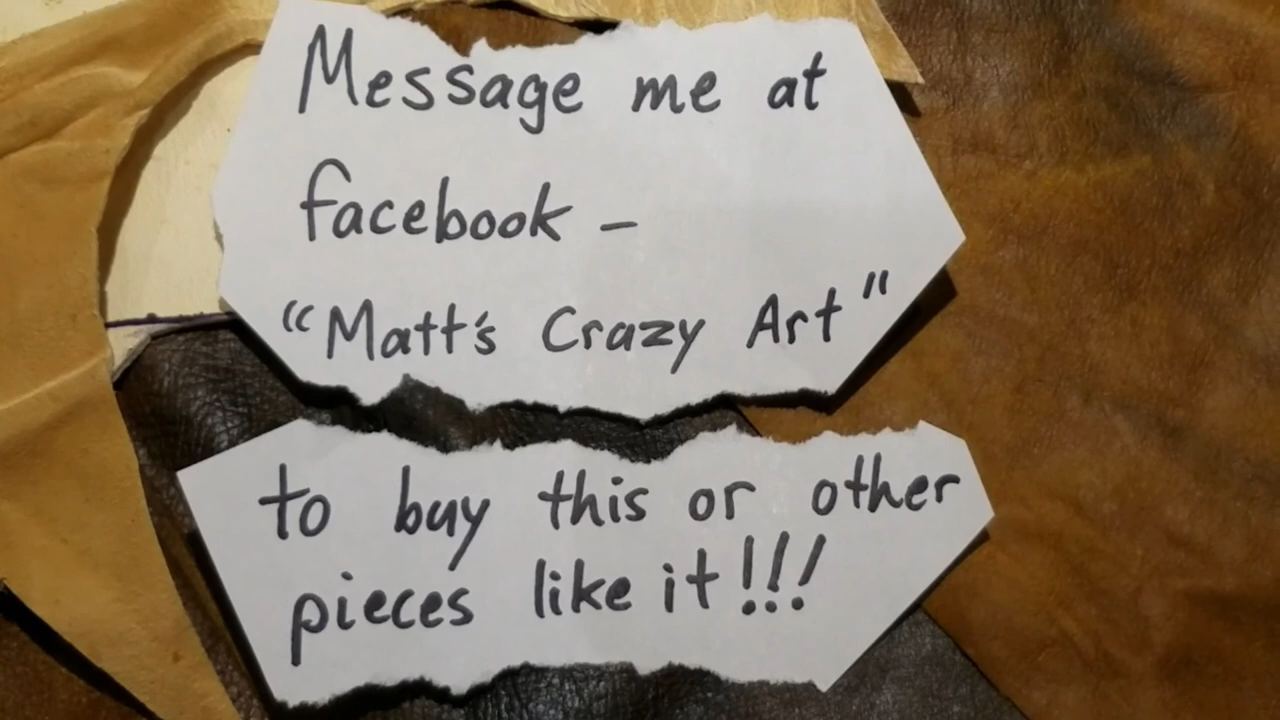 Message me at
facebook -
"Matt's Crazy Art"
to buy this or other
pieces like it!!!